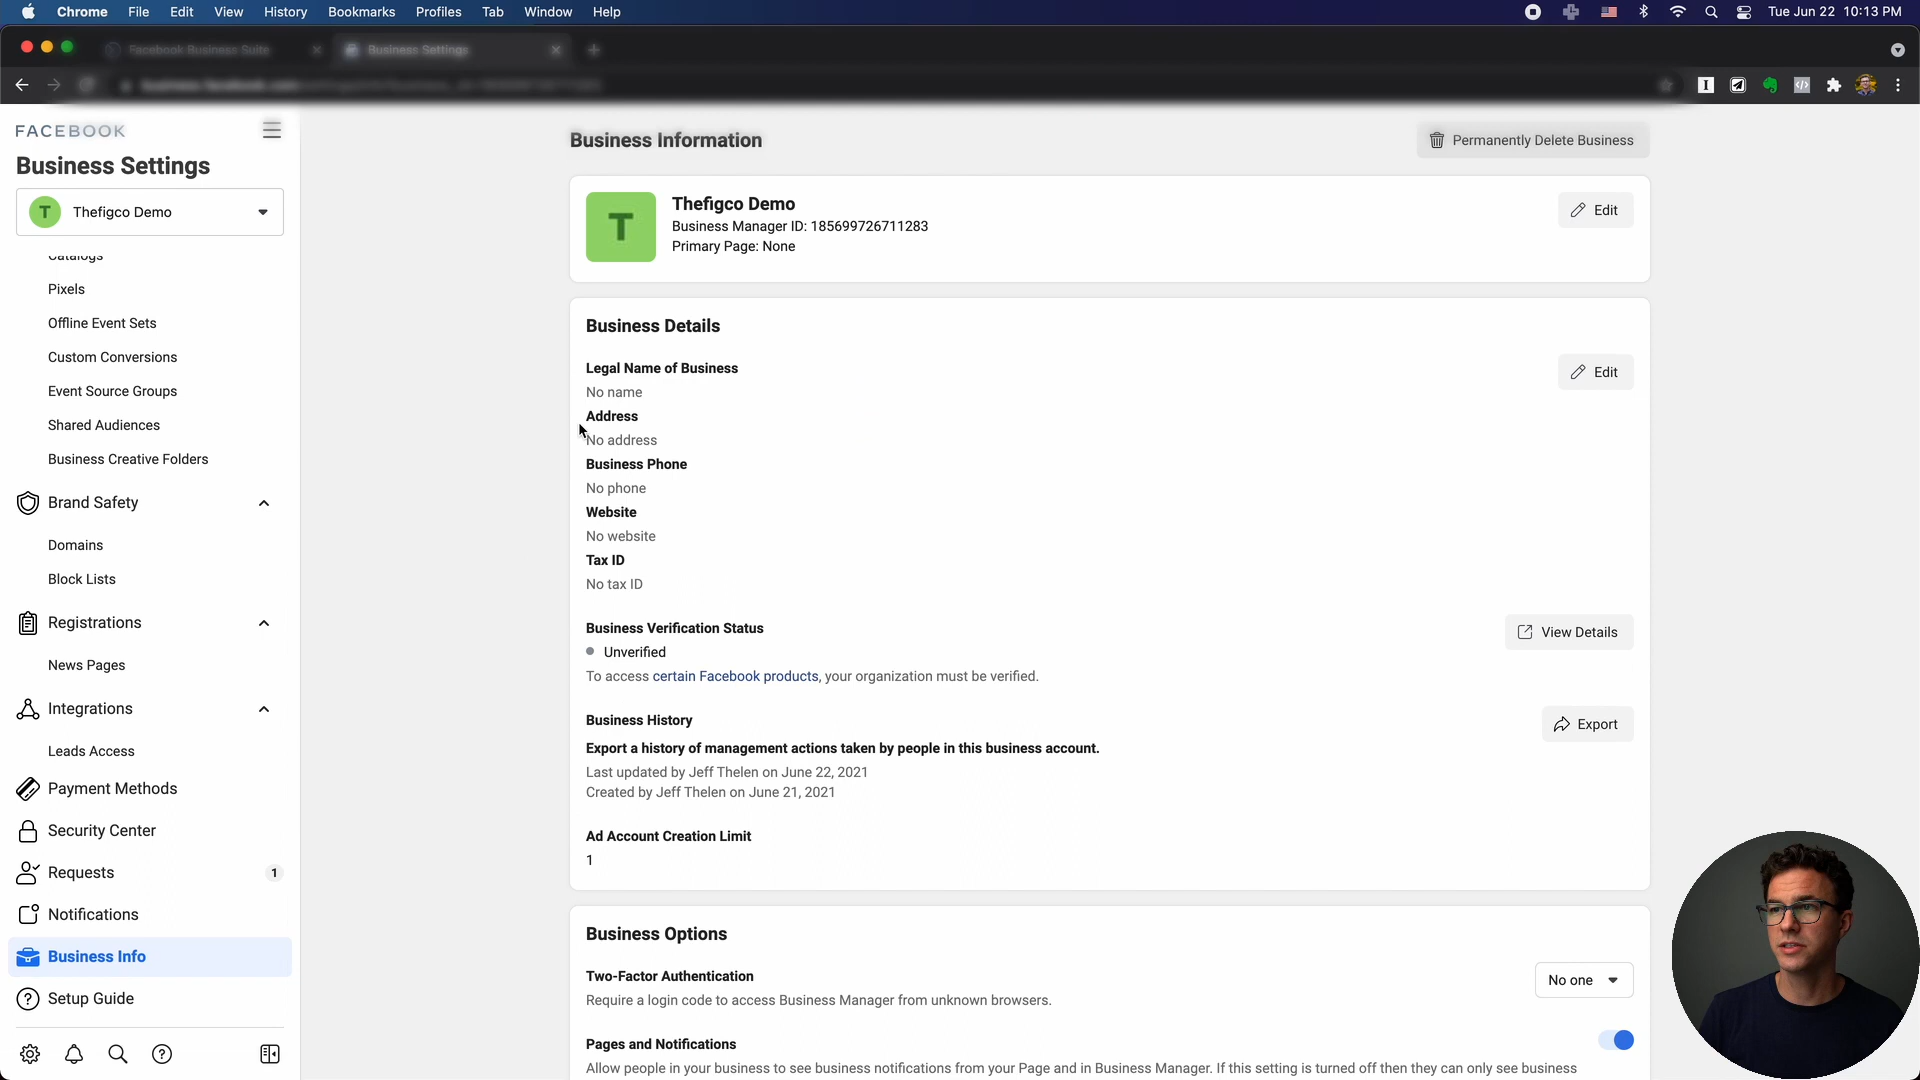 Chrome File Edit View History Bookmarks Profiles Tab Window Help
Tue Jun 22 10:13 PM
Facebook Business Suite
Business Settings
FACEBOOK
Business Settings
T Thefigco Demo
Catalogs
Pixels
Offline Event Sets
Custom Conversions
Event Source Groups
Shared Audiences
Business Creative Folders
Brand Safety
Domains
Block Lists
Registrations
News Pages
Integrations
Leads Access
Payment Methods
Security Center
Requests 1
Notifications
Business Info
Setup Guide
Business Information
Permanently Delete Business
T
Thefigco Demo
Business Manager ID: 185699726711283
Primary Page: None
Edit
Business Details
Legal Name of Business
Edit
No name
Address
No address
Business Phone
No phone
Website
No website
Tax ID
No tax ID
Business Verification Status
View Details
Unverified
To access certain Facebook products, your organization must be verified.
Business History
Export
Export a history of management actions taken by people in this business account.
Last updated by Jeff Thelen on June 22, 2021
Created by Jeff Thelen on June 21, 2021
Ad Account Creation Limit
1
Business Options
Two-Factor Authentication
No one
Require a login code to access Business Manager from unknown browsers.
Pages and Notifications
Allow people in your business to see business notifications from your Page and in Business Manager. If this setting is turned off then they can only see business